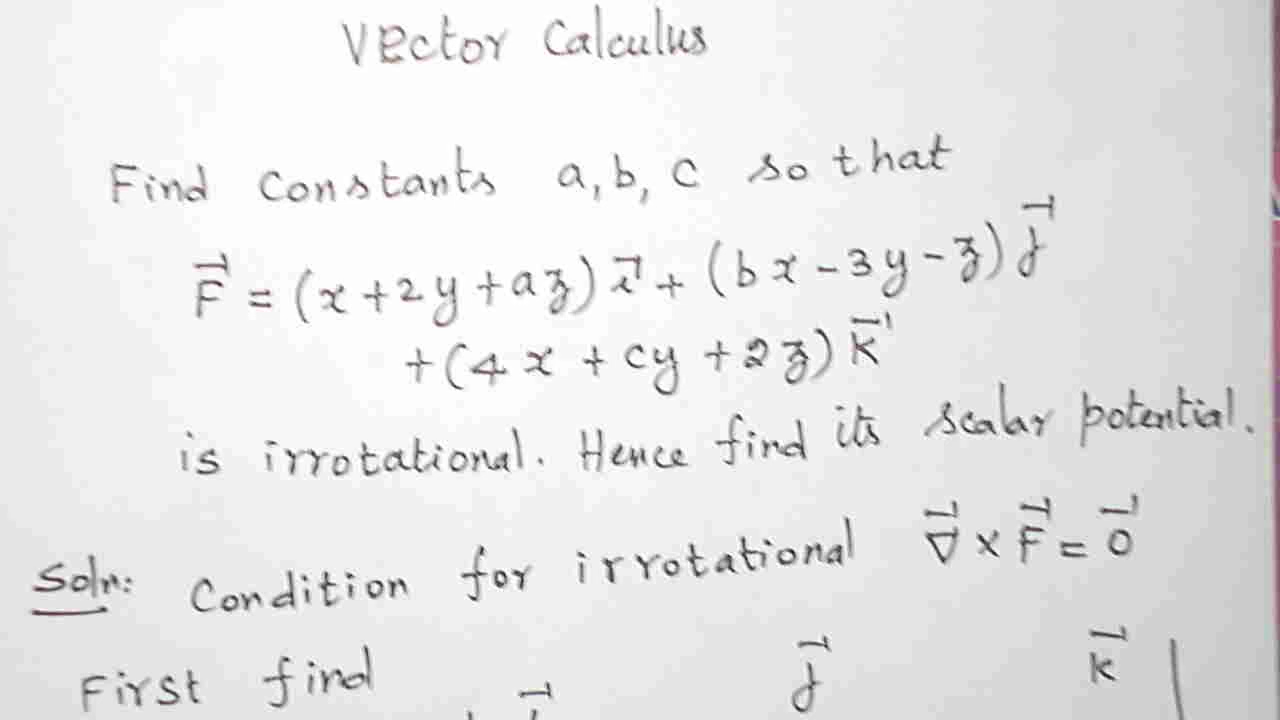 Vector Calculus
Find constants a, b, c so that
F⃗ = (x+2y+az) i⃗ + (bx-3y-z) j⃗
+(4x + cy + 2z) k⃗
is irrotational. Hence find its scalar potential.
Soln: Condition for irrotational ∇⃗ × F⃗ = 0⃗
First find
i⃗ j⃗ k⃗ |